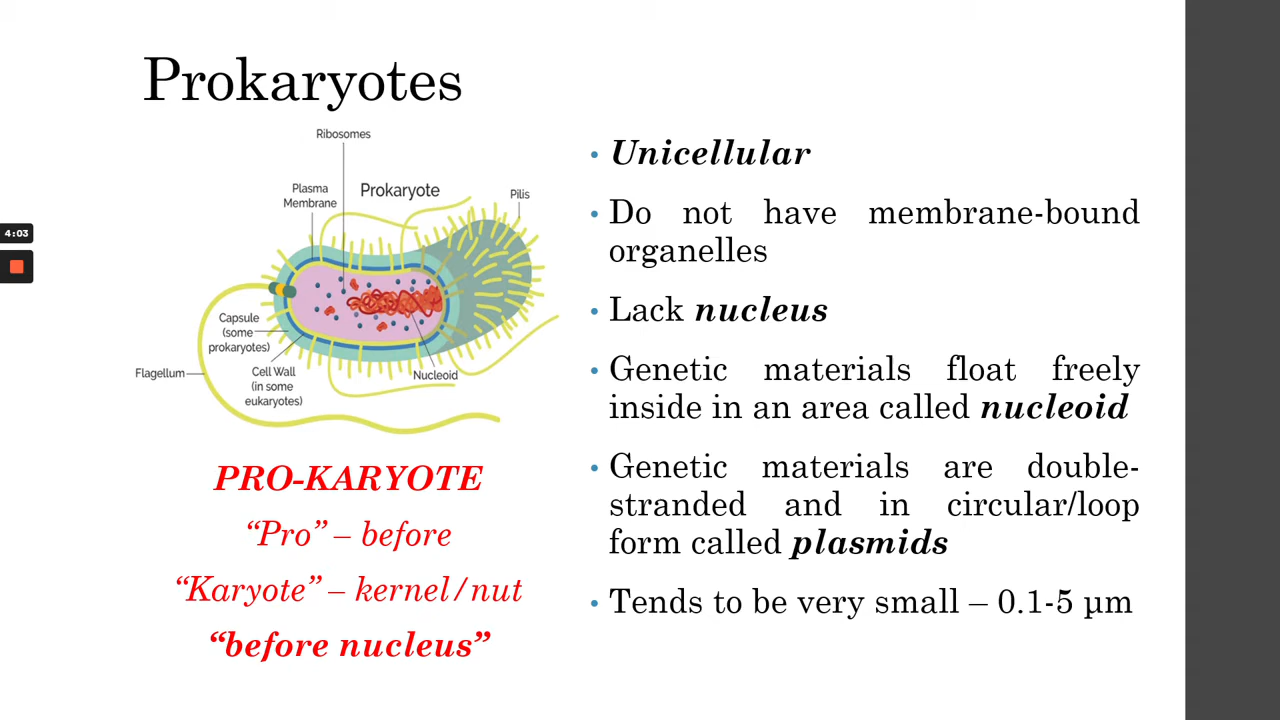 Prokaryotes
Ribosomes
Plasma
Membrane
Prokaryote
Pilis
4:03
Capsule
(some
prokaryotes)
Flagellum
Cell Wall
(in some
eukaryotes)
Nucleoid
PRO-KARYOTE
“Pro” – before
“Karyote” – kernel/nut
“before nucleus”
• Unicellular
• Do not have membrane-bound
organelles
• Lack nucleus
• Genetic materials float freely
inside in an area called nucleoid
• Genetic materials are double-
stranded and in circular/loop
form called plasmids
• Tends to be very small – 0.1-5 µm